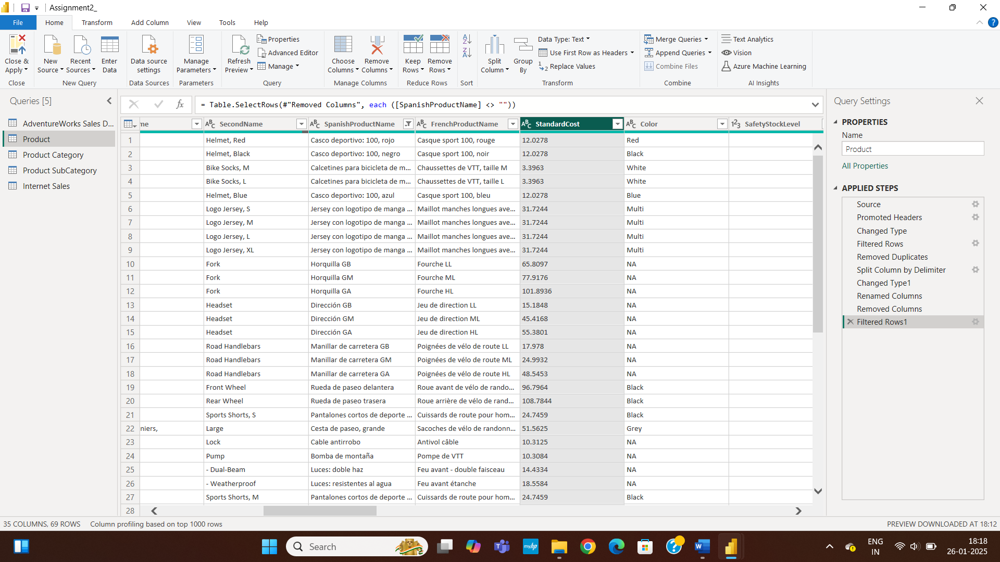 Assignment2_
File Home Transform Add Column View Tools Help
Close & Apply
New Source
Recent Sources
Enter Data
Data source settings
Manage Parameters
Refresh Preview
Properties
Advanced Editor
Manage
Choose Columns
Remove Columns
Keep Rows
Remove Rows
Split Column
Group By
Data Type: Text
Use First Row as Headers
Replace Values
Merge Queries
Append Queries
Combine Files
Text Analytics
Vision
Azure Machine Learning
Close New Query Data Sources Parameters Query Manage Columns Reduce Rows Sort Transform Combine AI Insights
Queries [5]
AdventureWorks Sales D...
Product
Product Category
Product SubCategory
Internet Sales
fx = Table.SelectRows(#"Removed Columns", each ([SpanishProductName] <> ""))
me ABC SecondName ABC SpanishProductName ABC FrenchProductName ABC StandardCost ABC Color 123 SafetyStockLevel
1 Helmet, Red Casco deportivo: 100, rojo Casque sport 100, rouge 12.0278 Red
2 Helmet, Black Casco deportivo: 100, negro Casque sport 100, noir 12.0278 Black
3 Bike Socks, M Calcetines para bicicleta de m... Chaussettes de VTT, taille M 3.3963 White
4 Bike Socks, L Calcetines para bicicleta de m... Chaussettes de VTT, taille L 3.3963 White
5 Helmet, Blue Casco deportivo: 100, azul Casque sport 100, bleu 12.0278 Blue
6 Logo Jersey, S Jersey con logotipo de manga ... Maillot manches longues ave... 31.7244 Multi
7 Logo Jersey, M Jersey con logotipo de manga ... Maillot manches longues ave... 31.7244 Multi
8 Logo Jersey, L Jersey con logotipo de manga ... Maillot manches longues ave... 31.7244 Multi
9 Logo Jersey, XL Jersey con logotipo de manga ... Maillot manches longues ave... 31.7244 Multi
10 Fork Horquilla GB Fourche LL 65.8097 NA
11 Fork Horquilla GM Fourche ML 77.9176 NA
12 Fork Horquilla GA Fourche HL 101.8936 NA
13 Headset Dirección GB Jeu de direction LL 15.1848 NA
14 Headset Dirección GM Jeu de direction ML 45.4168 NA
15 Headset Dirección GA Jeu de direction HL 55.3801 NA
16 Road Handlebars Manillar de carretera GB Poignées de vélo de route LL 17.978 NA
17 Road Handlebars Manillar de carretera GM Poignées de vélo de route ML 24.9932 NA
18 Road Handlebars Manillar de carretera GA Poignées de vélo de route HL 48.5453 NA
19 Front Wheel Rueda de paseo delantera Roue avant de vélo de rando... 96.7964 Black
20 Rear Wheel Rueda de paseo trasera Roue arrière de vélo de rand... 108.7844 Black
21 Sports Shorts, S Pantalones cortos de deporte ... Cuissards de route pour hom... 24.7459 Black
22 niers, Large Cesta de paseo, grande Sacoches de vélo de randonn... 51.5625 Grey
23 Lock Cable antirrobo Antivol câble 10.3125 NA
24 Pump Bomba de montaña Pompe de VTT 10.3084 NA
25 - Dual-Beam Luces: doble haz Feu avant - double faisceau 14.4334 NA
26 - Weatherproof Luces: resistentes al agua Feu avant étanche 18.5584 NA
27 Sports Shorts, M Pantalones cortos de deporte ... Cuissards de route pour hom... 24.7459 Black
28
Query Settings
PROPERTIES
Name
Product
All Properties
APPLIED STEPS
Source
Promoted Headers
Changed Type
Filtered Rows
Removed Duplicates
Split Column by Delimiter
Changed Type1
Renamed Columns
Removed Columns
Filtered Rows1
35 COLUMNS, 69 ROWS Column profiling based on top 1000 rows PREVIEW DOWNLOADED AT 18:12
Search
myhp
ENG
IN
18:18
26-01-2025